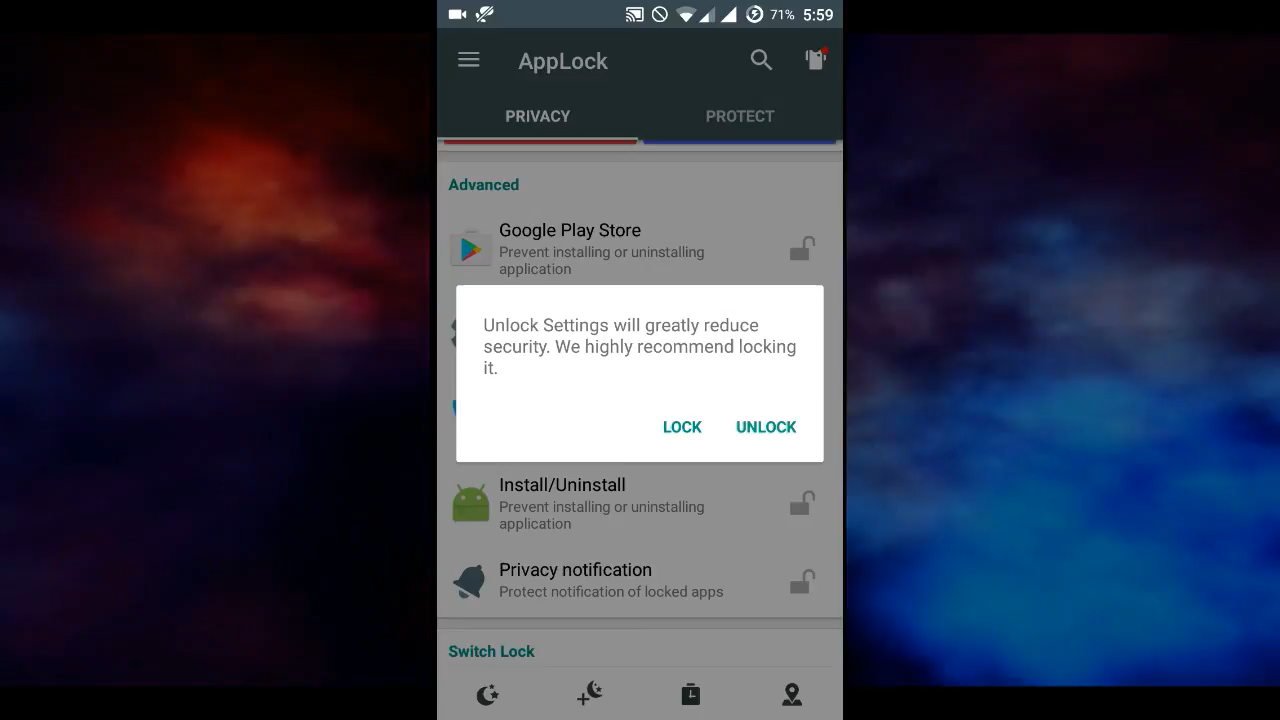 71% 5:59
AppLock
PRIVACY PROTECT
Advanced
Google Play Store
Prevent installing or uninstalling
application
Unlock Settings will greatly reduce
security. We highly recommend locking
it.
LOCK UNLOCK
Install/Uninstall
Prevent installing or uninstalling
application
Privacy notification
Protect notification of locked apps
Switch Lock